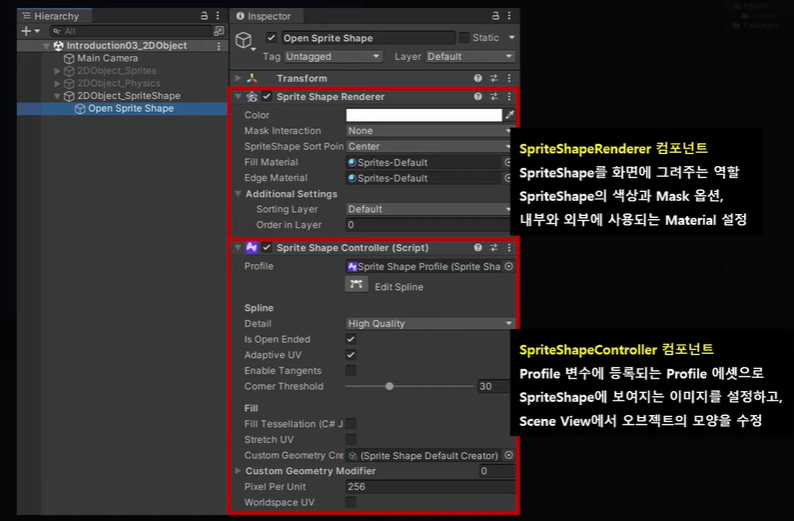 Hierarchy
All
Introduction03_2DObject
Main Camera
2DObject_Sprites
2DObject_Physics
2DObject_SpriteShape
Open Sprite Shape
Inspector
Open Sprite Shape
Static
Tag Untagged Layer Default
Transform
Sprite Shape Renderer
Color
Mask Interaction None
SpriteShape Sort Poin Center
Fill Material Sprites-Default
Edge Material Sprites-Default
Additional Settings
Sorting Layer Default
Order in Layer 0
Sprite Shape Controller (Script)
Profile Sprite Shape Profile (Sprite Sha
Edit Spline
Spline
Detail High Quality
Is Open Ended
Adaptive UV
Enable Tangents
Corner Threshold 30
Fill
Fill Tessellation (C# J
Stretch UV
Custom Geometry Cre (Sprite Shape Default Creator)
Custom Geometry Modifier 0
Pixel Per Unit 256
Worldspace UV
SpriteShapeRenderer 컴포넌트
SpriteShape를 화면에 그려주는 역할
SpriteShape의 색상과 Mask 옵션,
내부와 외부에 사용되는 Material 설정
SpriteShapeController 컴포넌트
Profile 변수에 등록되는 Profile 에셋으로
SpriteShape에 보여지는 이미지를 설정하고,
Scene View에서 오브젝트의 모양을 수정